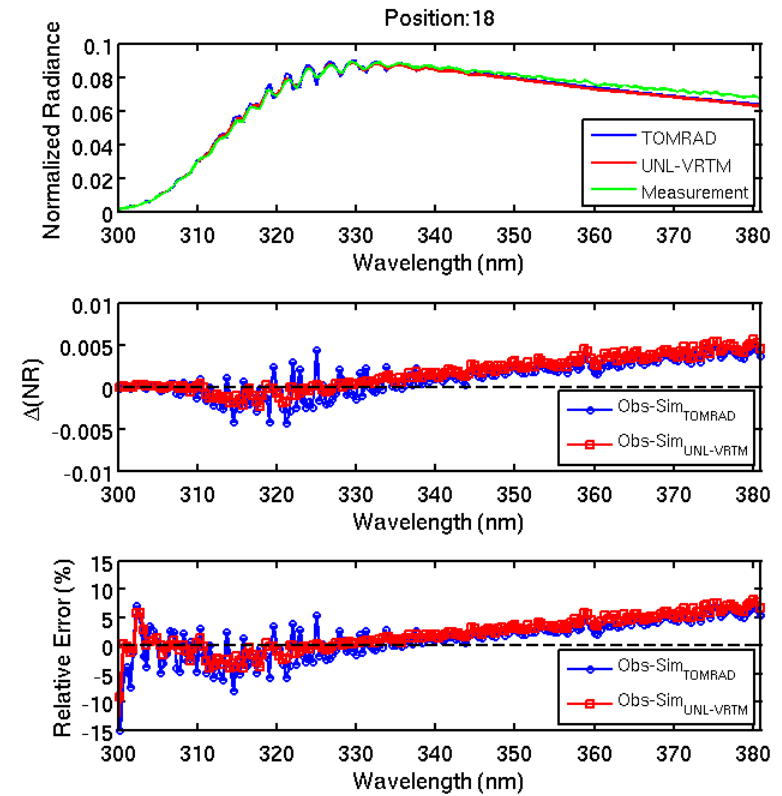 Position:18
Normalized Radiance
0.1
0.08
0.06
0.04
0.02
0
TOMRAD
UNL-VRTM
Measurement
300 310 320 330 340 350 360 370 380
Wavelength (nm)
Δ(NR)
0.01
0.005
0
-0.005
-0.01
Obs-Sim_TOMRAD
Obs-Sim_UNL-VRTM
300 310 320 330 340 350 360 370 380
Wavelength (nm)
Relative Error (%)
15
10
5
0
-5
-10
-15
Obs-Sim_TOMRAD
Obs-Sim_UNL-VRTM
300 310 320 330 340 350 360 370 380
Wavelength (nm)